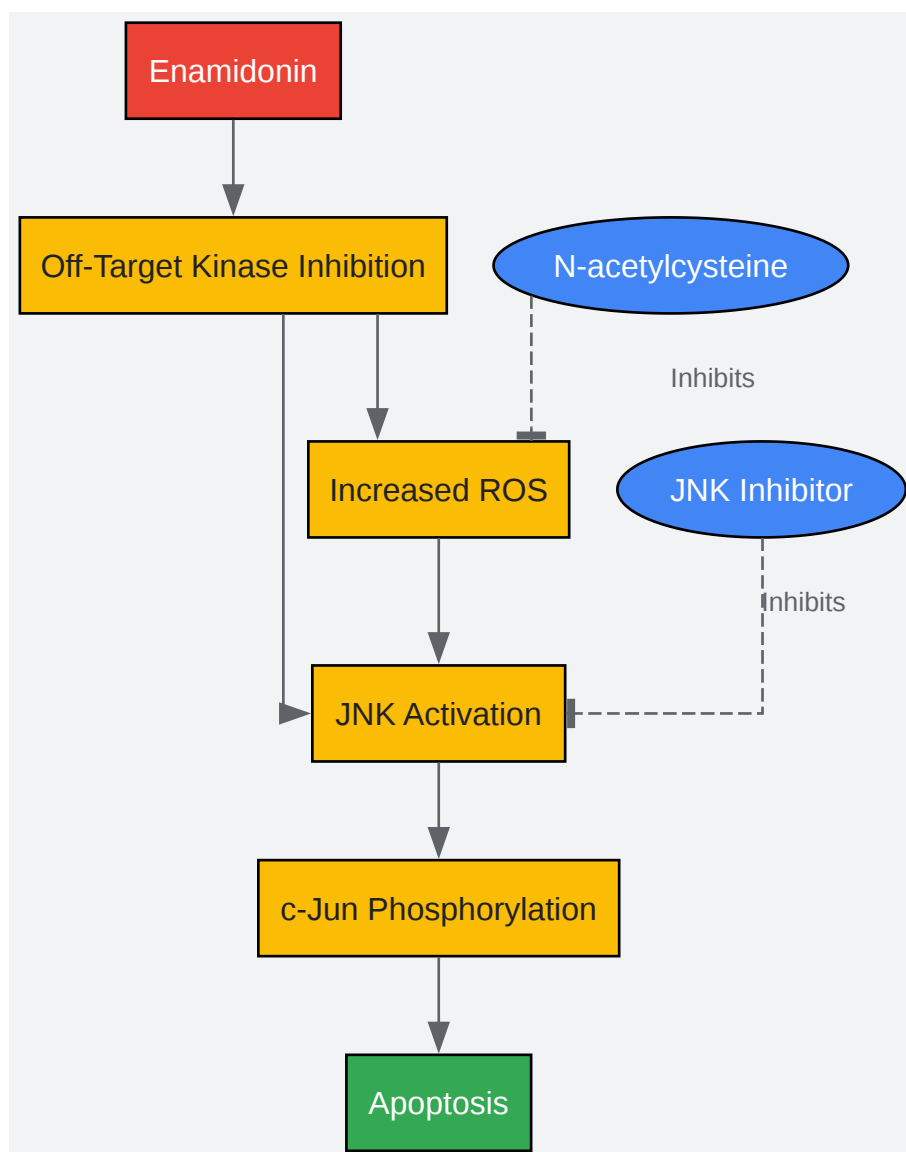 Enamidonin
Off-Target Kinase Inhibition
N-acetylcysteine
Inhibits
Increased ROS
JNK Inhibitor
Inhibits
JNK Activation
c-Jun Phosphorylation
Apoptosis